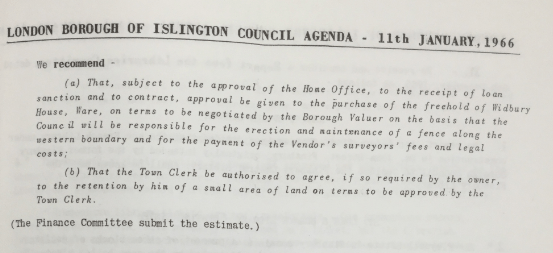 LONDON BOROUGH OF ISLINGTON COUNCIL AGENDA - 11th JANUARY, 1966
We recommend -
(a) That, subject to the approval of the Home Office, to the receipt of loan
sanction and to contract, approval be given to the purchase of the freehold of Widbury
House, Ware, on terms to be negotiated by the Borough Valuer on the basis that the
Council will be responsible for the erection and maintenance of a fence along the
western boundary and for the payment of the Vendor's surveyors' fees and legal
costs;
(b) That the Town Clerk be authorised to agree, if so required by the owner,
to the retention by him of a small area of land on terms to be approved by the
Town Clerk.
(The Finance Committee submit the estimate.)